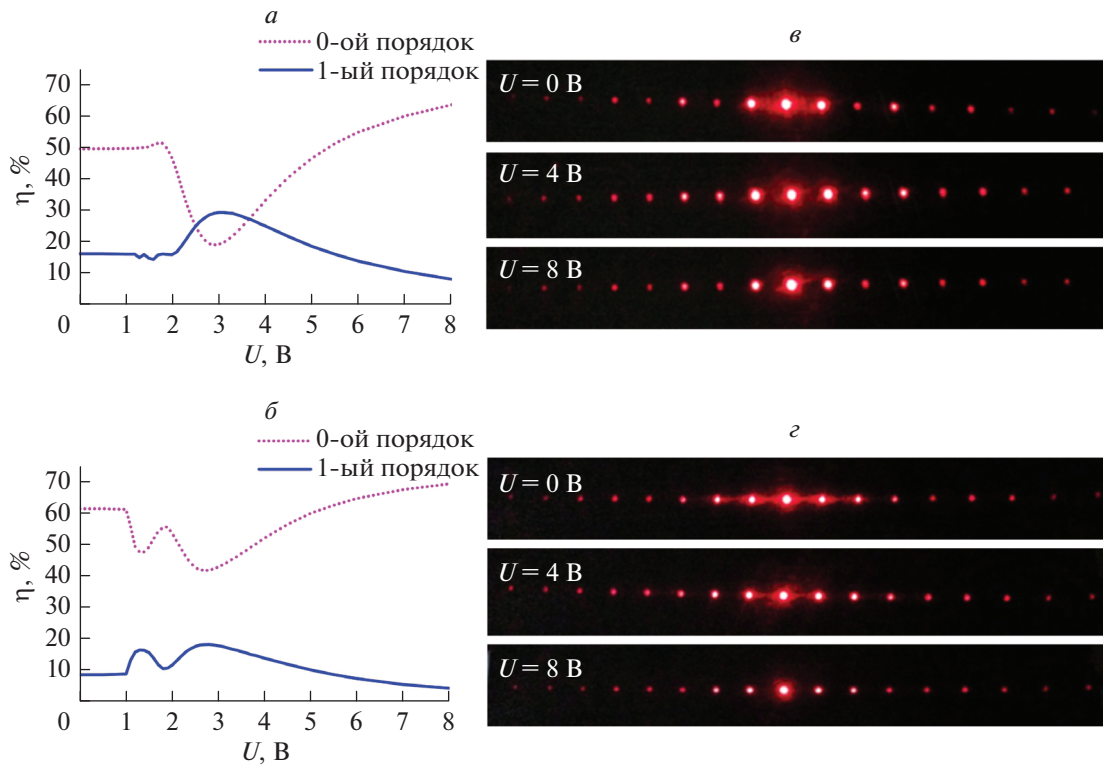 а
0-ой порядок
1-ый порядок
η, %
70
60
50
40
30
20
10
0 1 2 3 4 5 6 7 8
U, В
в
U = 0 В
U = 4 В
U = 8 В
б
0-ой порядок
1-ый порядок
η, %
70
60
50
40
30
20
10
0 1 2 3 4 5 6 7 8
U, В
г
U = 0 В
U = 4 В
U = 8 В